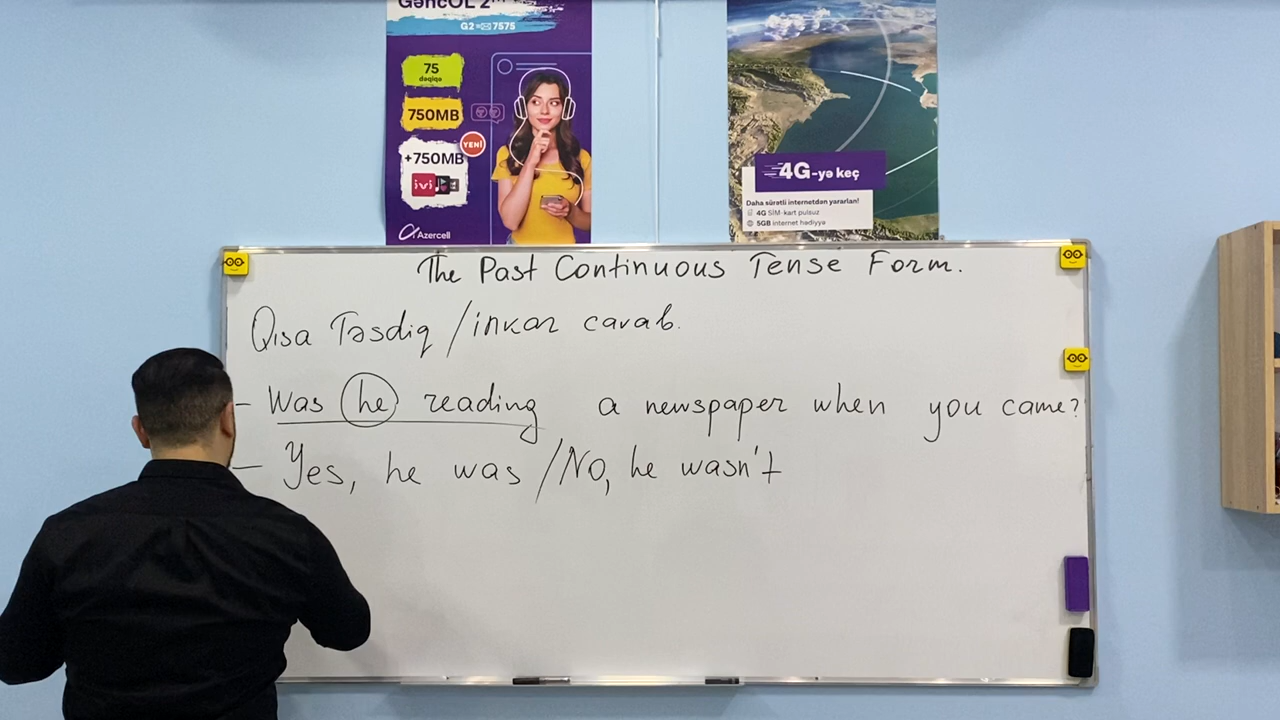 GəncOL 2
G2 7575
75
dəqiqə
750MB
YENİ
+750MB
ivi
Azercell
4G-yə keç
Daha sürətli internetdən yararlan!
4G SİM-kart pulsuz
5GB internet hədiyyə
The Past Continuous Tense Form.
Qısa Təsdiq /inkar cavab.
- Was he reading a newspaper when you came?
- Yes, he was /No, he wasn't